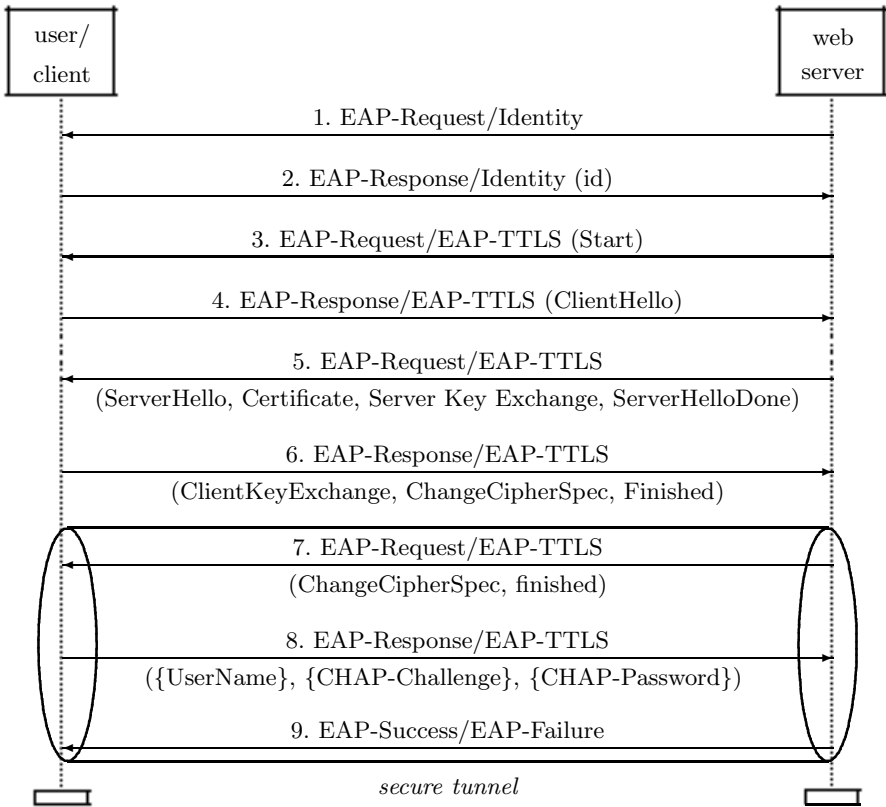 user/
client
web
server
1. EAP-Request/Identity
2. EAP-Response/Identity (id)
3. EAP-Request/EAP-TTLS (Start)
4. EAP-Response/EAP-TTLS (ClientHello)
5. EAP-Request/EAP-TTLS
(ServerHello, Certificate, Server Key Exchange, ServerHelloDone)
6. EAP-Response/EAP-TTLS
(ClientKeyExchange, ChangeCipherSpec, Finished)
7. EAP-Request/EAP-TTLS
(ChangeCipherSpec, finished)
8. EAP-Response/EAP-TTLS
({UserName}, {CHAP-Challenge}, {CHAP-Password})
9. EAP-Success/EAP-Failure
secure tunnel